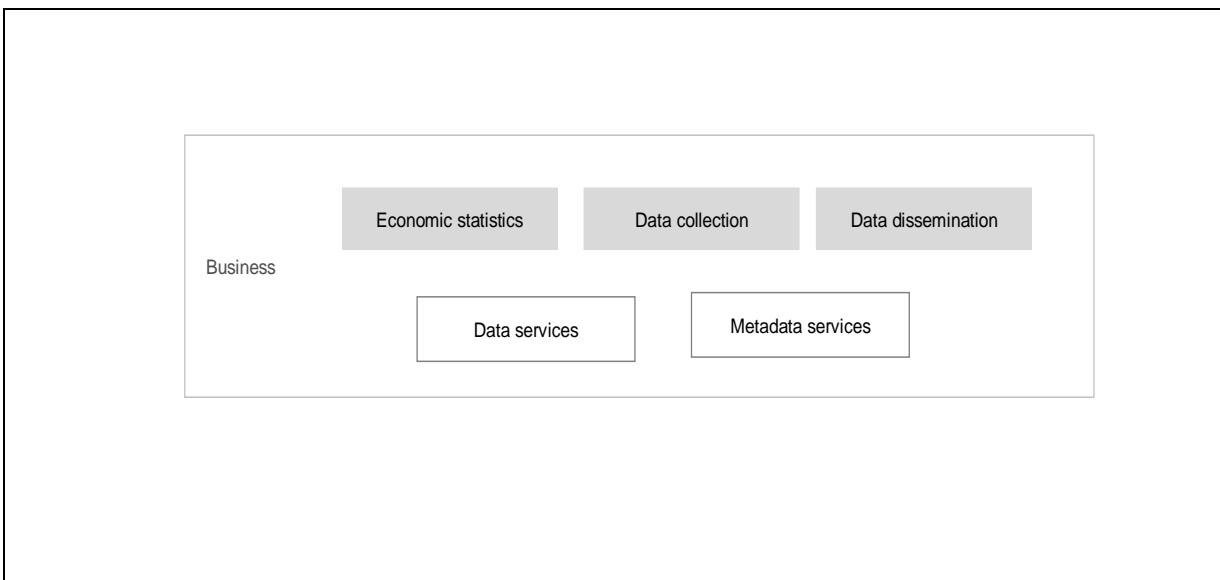 Economic statistics
Data collection
Data dissemination
Business
Data services
Metadata services